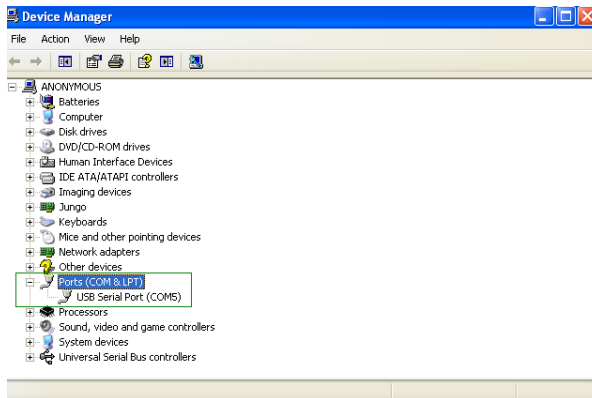 Device Manager
File Action View Help
ANONYMOUS
Batteries
Computer
Disk drives
DVD/CD-ROM drives
Human Interface Devices
IDE ATA/ATAPI controllers
Imaging devices
Jungo
Keyboards
Mice and other pointing devices
Network adapters
Other devices
Ports (COM & LPT)
USB Serial Port (COM5)
Processors
Sound, video and game controllers
System devices
Universal Serial Bus controllers